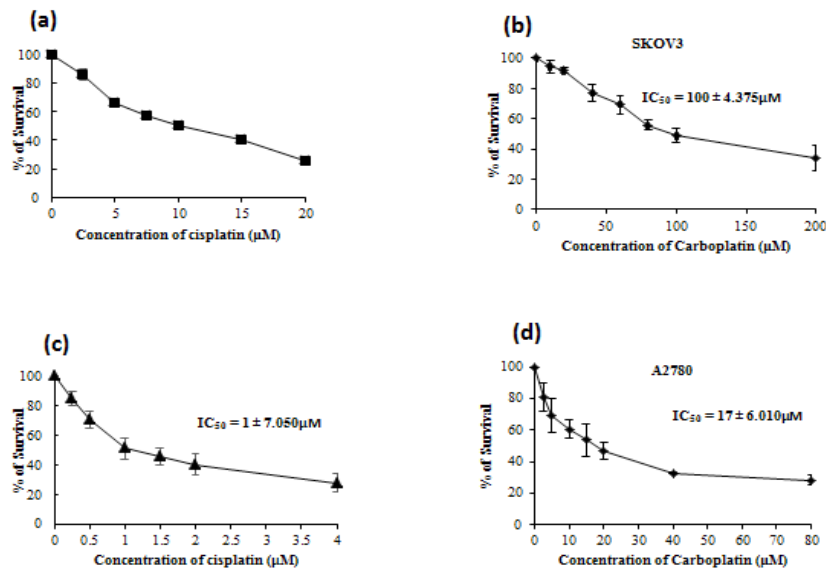 (a)
100
80
60
40
20
0
% of Survival
0 5 10 15 20
Concentration of cisplatin (µM)
(b)
SKOV3
IC₅₀ = 100 ± 4.375µM
100
80
60
40
20
0
% of Survival
0 50 100 150 200
Concentration of Carboplatin (µM)
(c)
IC₅₀ = 1 ± 7.050µM
100
80
60
40
20
0
% of Survival
0 0.5 1 1.5 2 2.5 3 3.5 4
Concentration of cisplatin (µM)
(d)
A2780
IC₅₀ = 17 ± 6.010µM
100
80
60
40
20
0
% of Survival
0 10 20 30 40 50 60 70 80
Concentration of Carboplatin (µM)